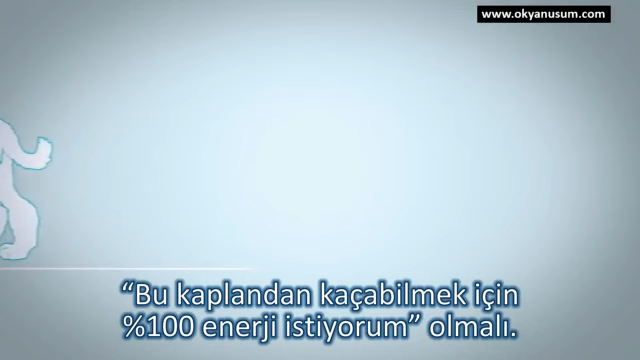 www.okyanusum.com
“Bu kaplandan kaçabilmek için
%100 enerji istiyorum” olmalı.